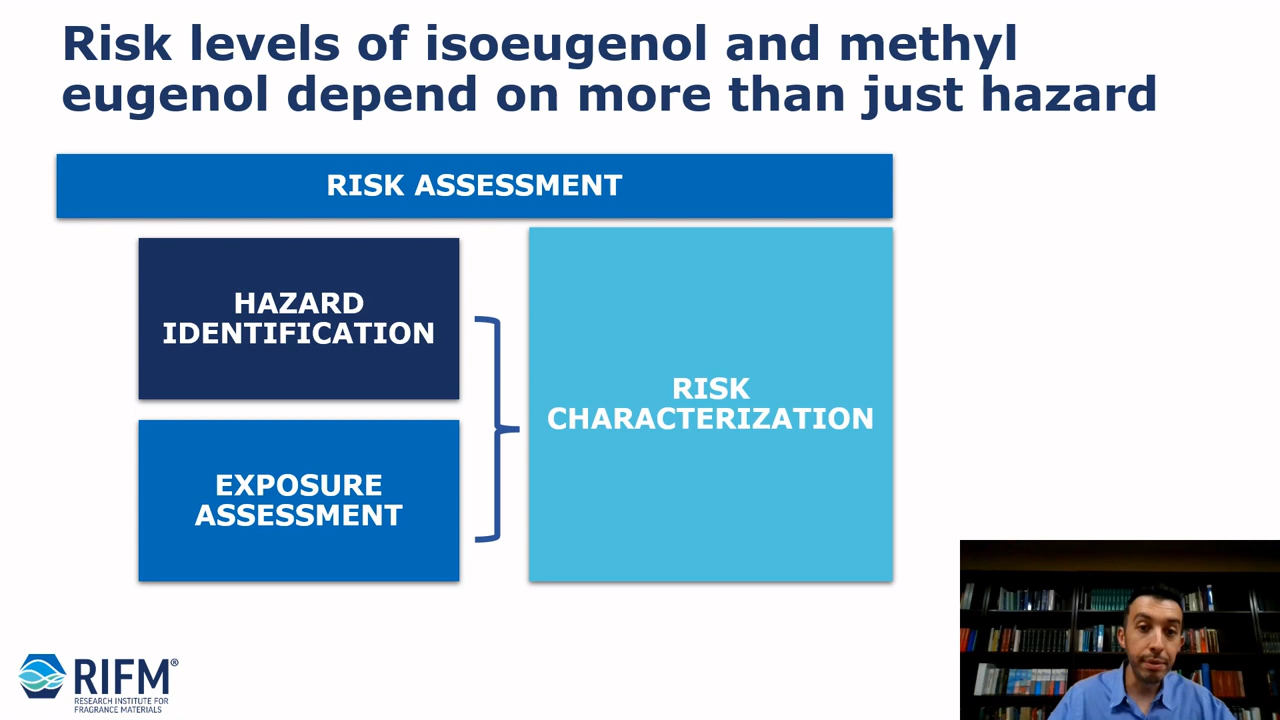 Risk levels of isoeugenol and methyl
eugenol depend on more than just hazard
RISK ASSESSMENT
HAZARD
IDENTIFICATION
EXPOSURE
ASSESSMENT
RISK
CHARACTERIZATION
RIFM®
RESEARCH INSTITUTE FOR
FRAGRANCE MATERIALS